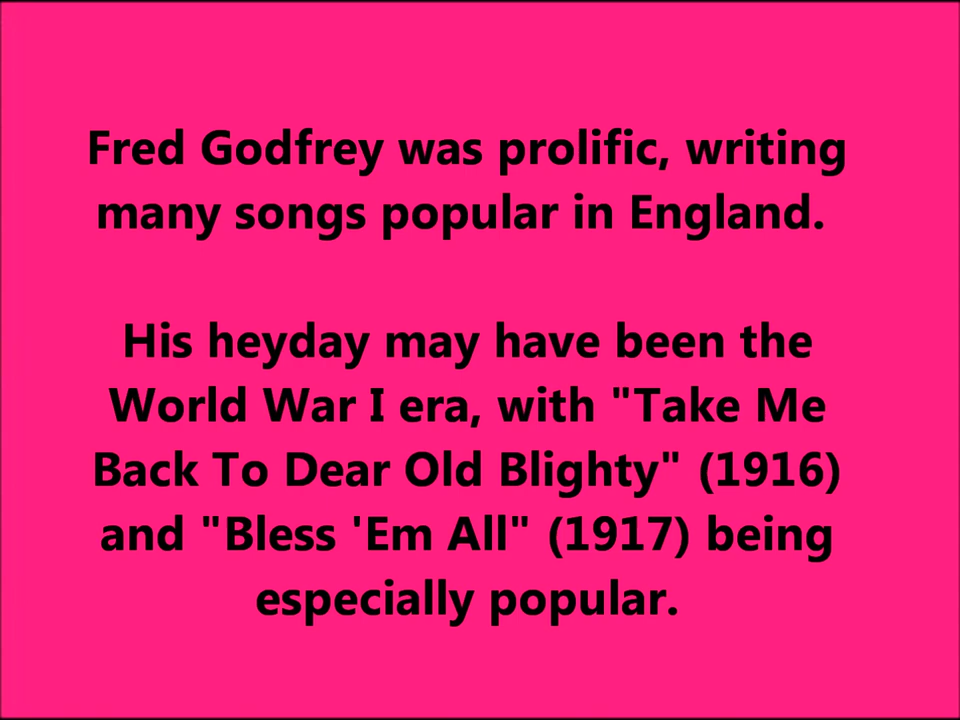 Fred Godfrey was prolific, writing
many songs popular in England.
His heyday may have been the
World War I era, with "Take Me
Back To Dear Old Blighty" (1916)
and "Bless 'Em All" (1917) being
especially popular.